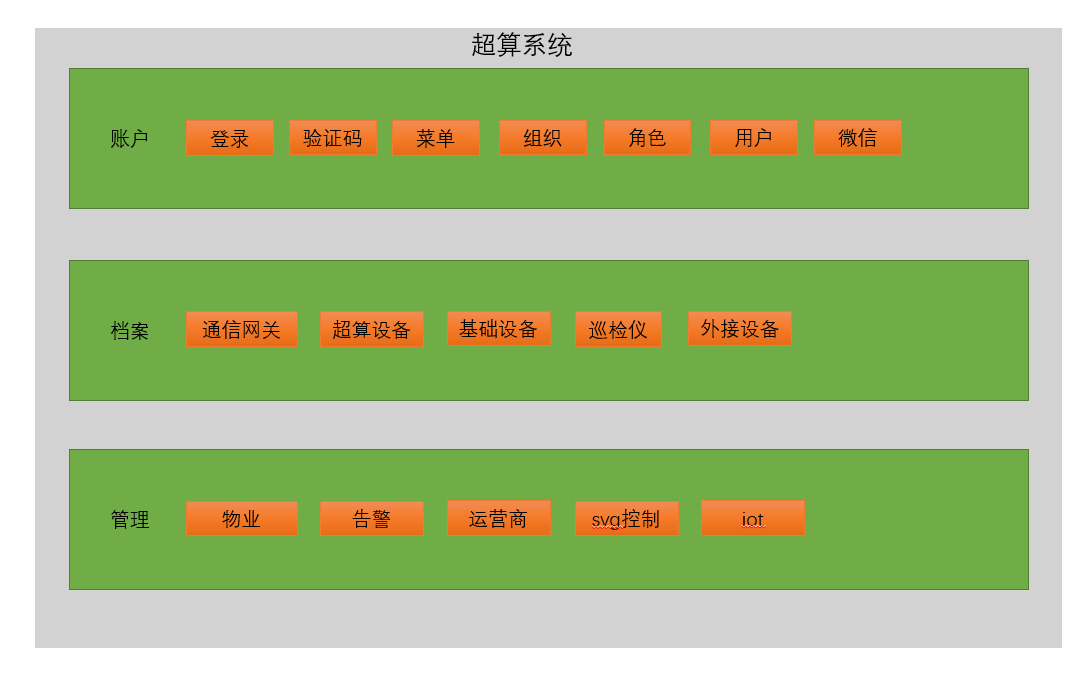 超算系统
账户 登录 验证码 菜单 组织 角色 用户 微信
档案 通信网关 超算设备 基础设备 巡检仪 外接设备
管理 物业 告警 运营商 svg控制 iot